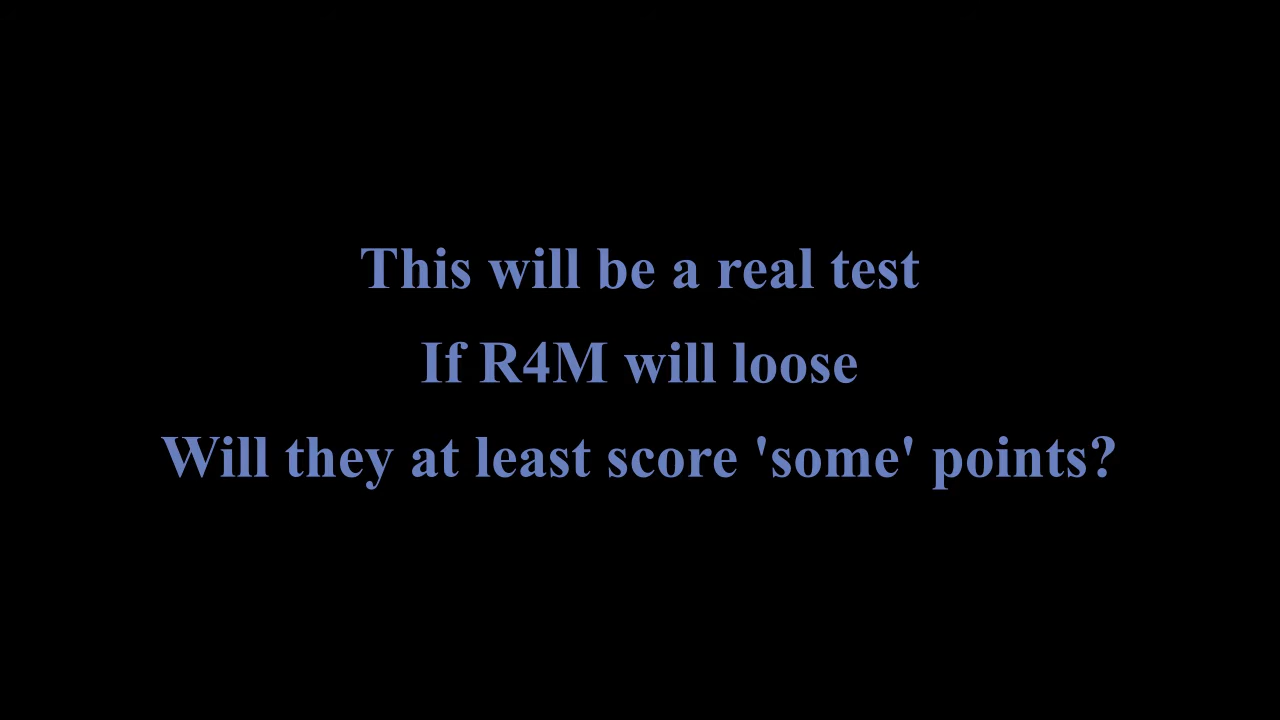 This will be a real test
If R4M will loose
Will they at least score 'some' points?